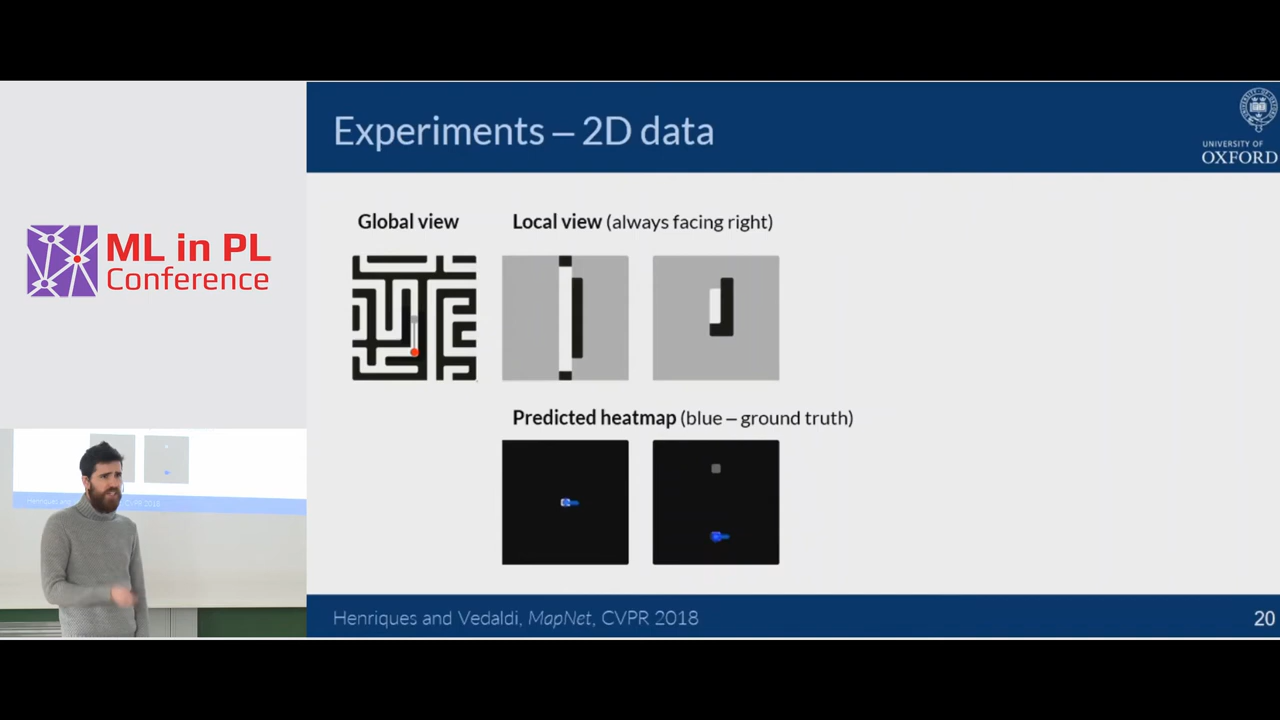 Experiments – 2D data
UNIVERSITY OF
OXFORD
ML in PL
Conference
Global view
Local view (always facing right)
Predicted heatmap (blue – ground truth)
Henriques and Vedaldi, MapNet, CVPR 2018
20